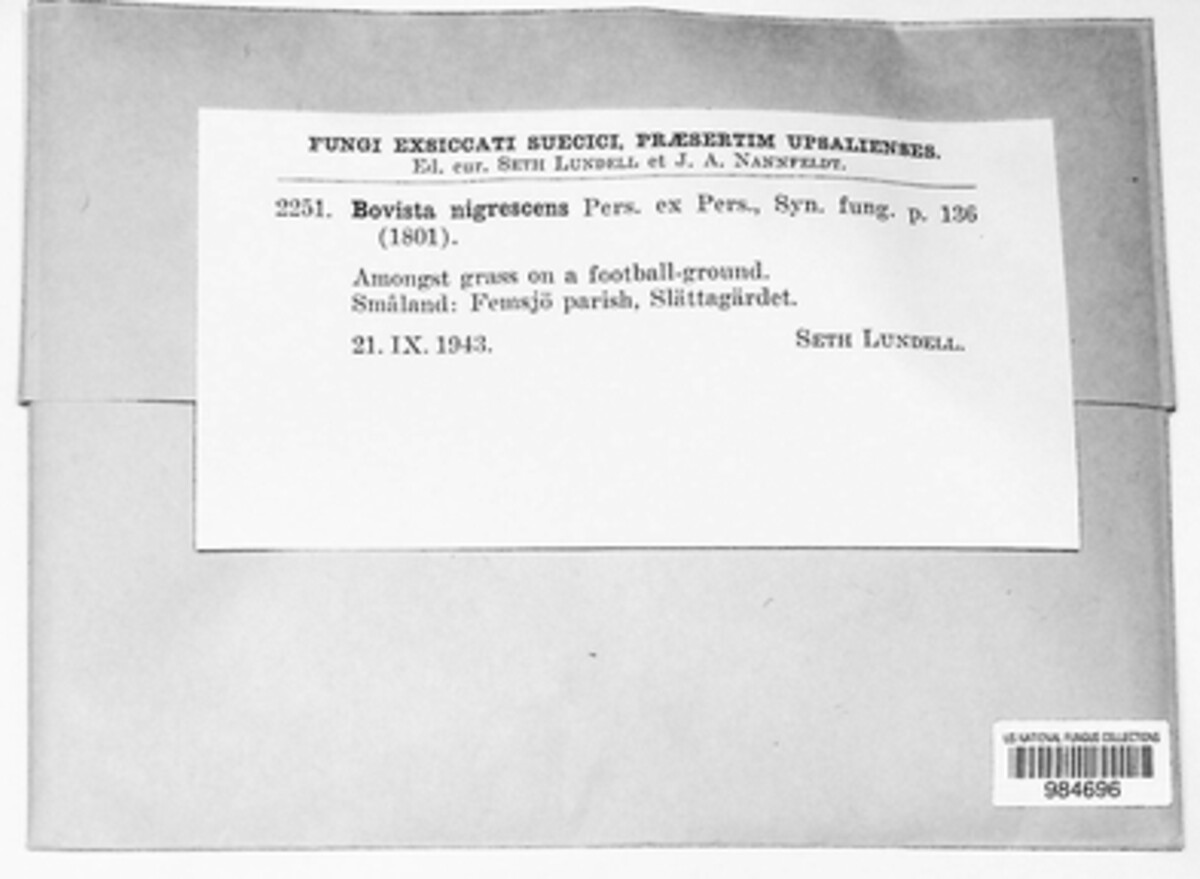 FUNGI EXSICCATI SUECICI, PRÆSERTIM UPSALIENSES.
Ed. cur. SETH LUNDELL et J. A. NANNFELDT.
2251. Bovista nigrescens Pers. ex Pers., Syn. fung. p. 136
(1801).
Amongst grass on a football-ground.
Småland: Femsjö parish, Slättagärdet.
21. IX. 1943. SETH LUNDELL.
US NATIONAL FUNGUS COLLECTIONS
984696